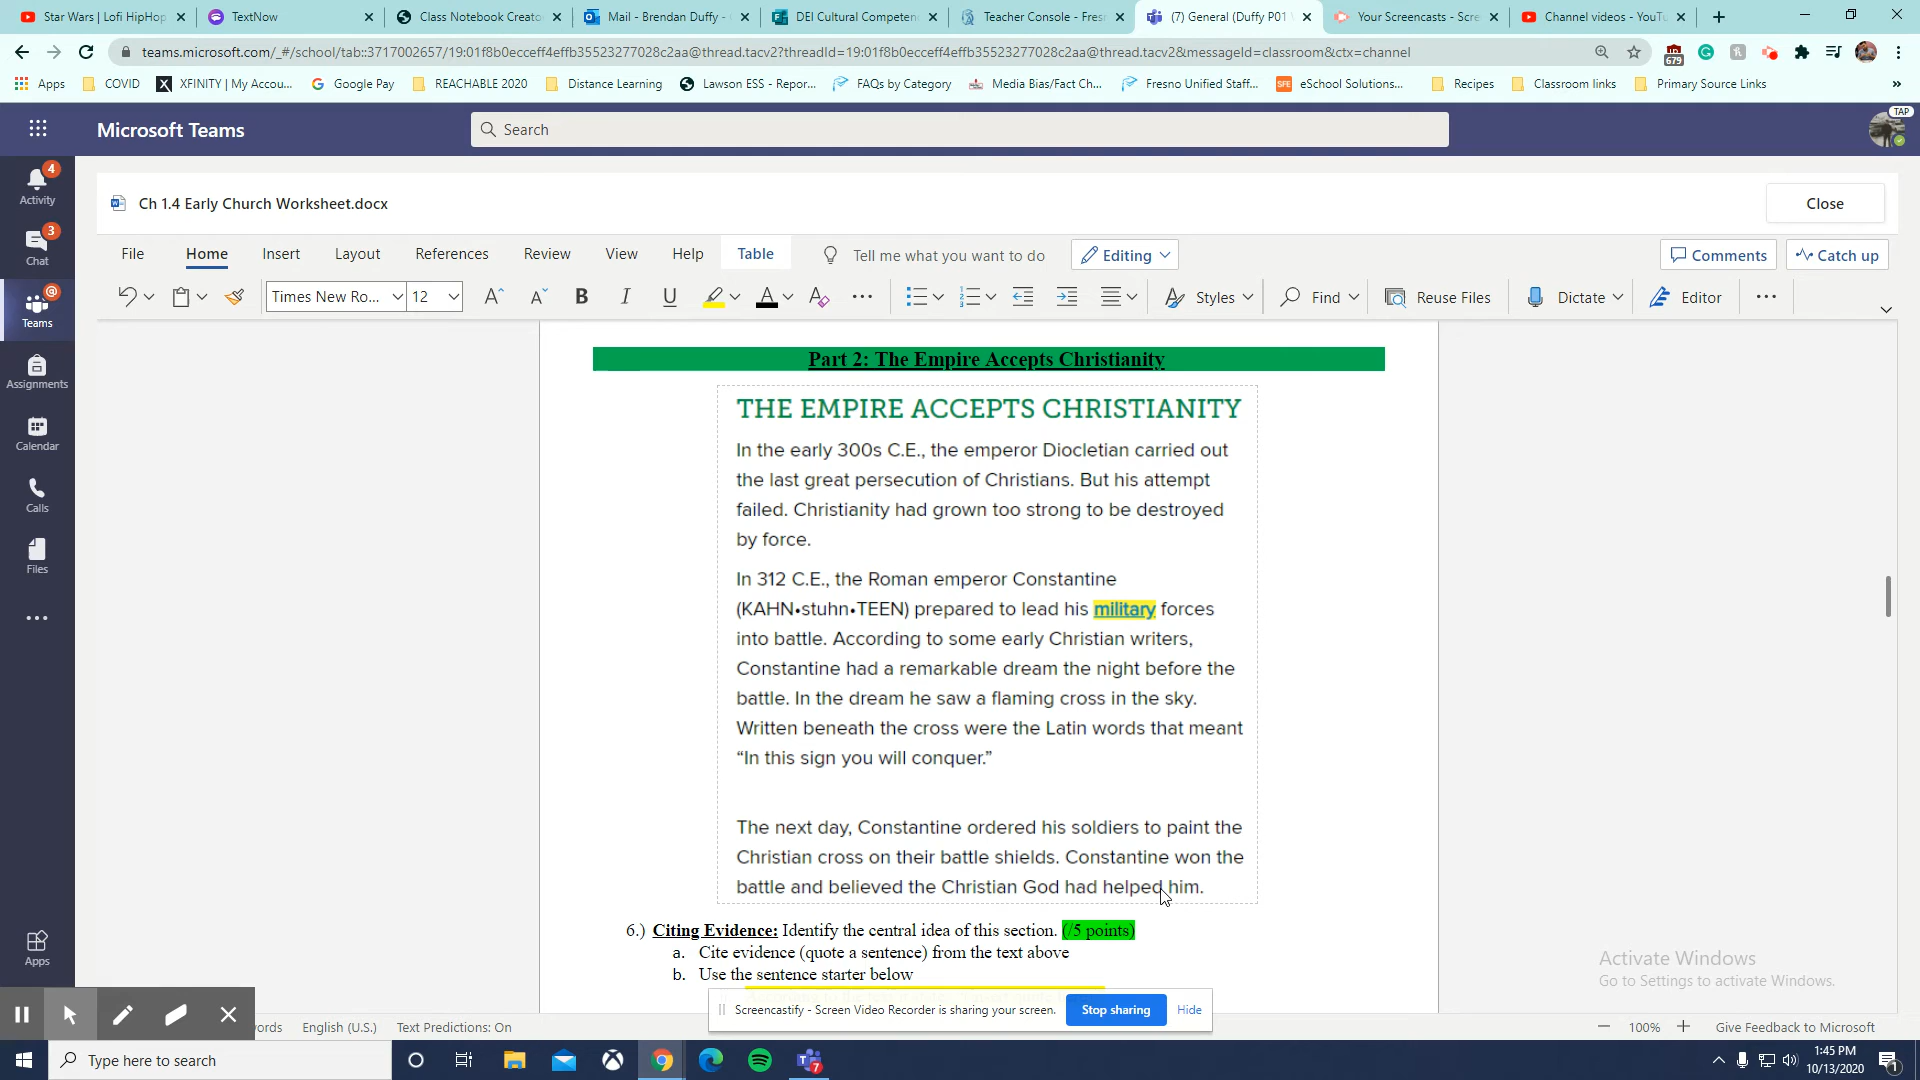 Star Wars | Lofi HipHop
TextNow
Class Notebook Creato
Mail - Brendan Duffy -
DEI Cultural Competen
Teacher Console - Fres
(7) General (Duffy P01
Your Screencasts - Scre
Channel videos - YouTu
teams.microsoft.com/_#/school/tab::3717002657/19:01f8b0ecceff4effb35523277028c2aa@thread.tacv2?threadId=19:01f8b0ecceff4effb35523277028c2aa@thread.tacv2&messageId=classroom&ctx=channel
679
Apps
COVID
XFINITY | My Accou...
Google Pay
REACHABLE 2020
Distance Learning
Lawson ESS - Repor...
FAQs by Category
Media Bias/Fact Ch...
Fresno Unified Staff...
SFE
eSchool Solutions...
Recipes
Classroom links
Primary Source Links
»
Microsoft Teams
Search
TAP
4
Activity
3
Chat
@
Teams
Assignments
Calendar
Calls
Files
Apps
Ch 1.4 Early Church Worksheet.docx
Close
File
Home
Insert
Layout
References
Review
View
Help
Table
Tell me what you want to do
Editing
Comments
Catch up
Times New Ro...
12
A
A
B
I
U
A
Styles
Find
Reuse Files
Dictate
Editor
Part 2: The Empire Accepts Christianity
THE EMPIRE ACCEPTS CHRISTIANITY
In the early 300s C.E., the emperor Diocletian carried out
the last great persecution of Christians. But his attempt
failed. Christianity had grown too strong to be destroyed
by force.
In 312 C.E., the Roman emperor Constantine
(KAHN•stuhn•TEEN) prepared to lead his military forces
into battle. According to some early Christian writers,
Constantine had a remarkable dream the night before the
battle. In the dream he saw a flaming cross in the sky.
Written beneath the cross were the Latin words that meant
“In this sign you will conquer.”
The next day, Constantine ordered his soldiers to paint the
Christian cross on their battle shields. Constantine won the
battle and believed the Christian God had helped him.
6.) Citing Evidence: Identify the central idea of this section. (/5 points)
a. Cite evidence (quote a sentence) from the text above
b. Use the sentence starter below
Activate Windows
Go to Settings to activate Windows.
Screencastify - Screen Video Recorder is sharing your screen.
Stop sharing
Hide
ords
English (U.S.)
Text Predictions: On
100%
Give Feedback to Microsoft
Type here to search
7
1:45 PM
10/13/2020
1